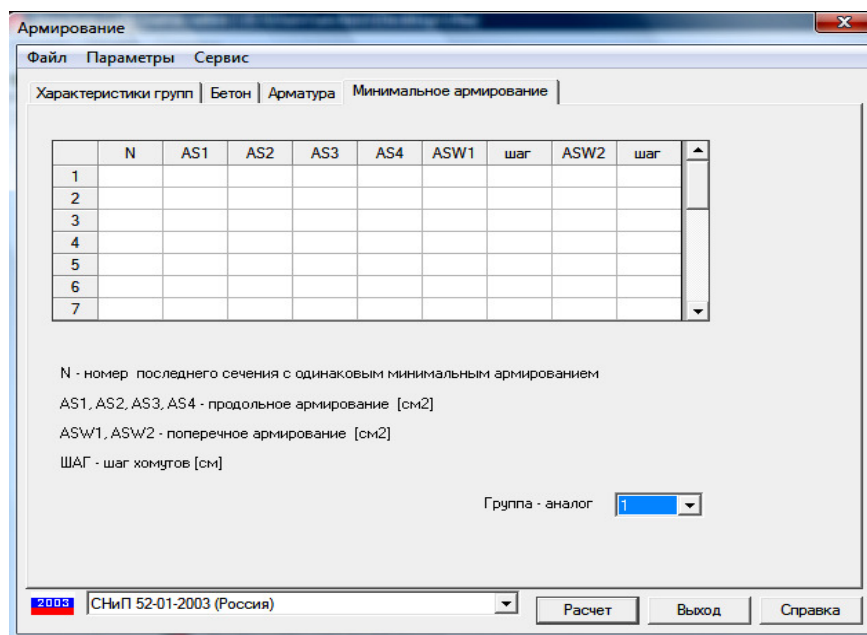 Армирование
Файл Параметры Сервис
Характеристики групп Бетон Арматура Минимальное армирование
N AS1 AS2 AS3 AS4 ASW1 шаг ASW2 шаг
1
2
3
4
5
6
7
N - номер последнего сечения с одинаковым минимальным армированием
AS1, AS2, AS3, AS4 - продольное армирование [см2]
ASW1, ASW2 - поперечное армирование [см2]
ШАГ - шаг хомутов [см]
Группа - аналог 1
2003 СНиП 52-01-2003 (Россия) Расчет Выход Справка